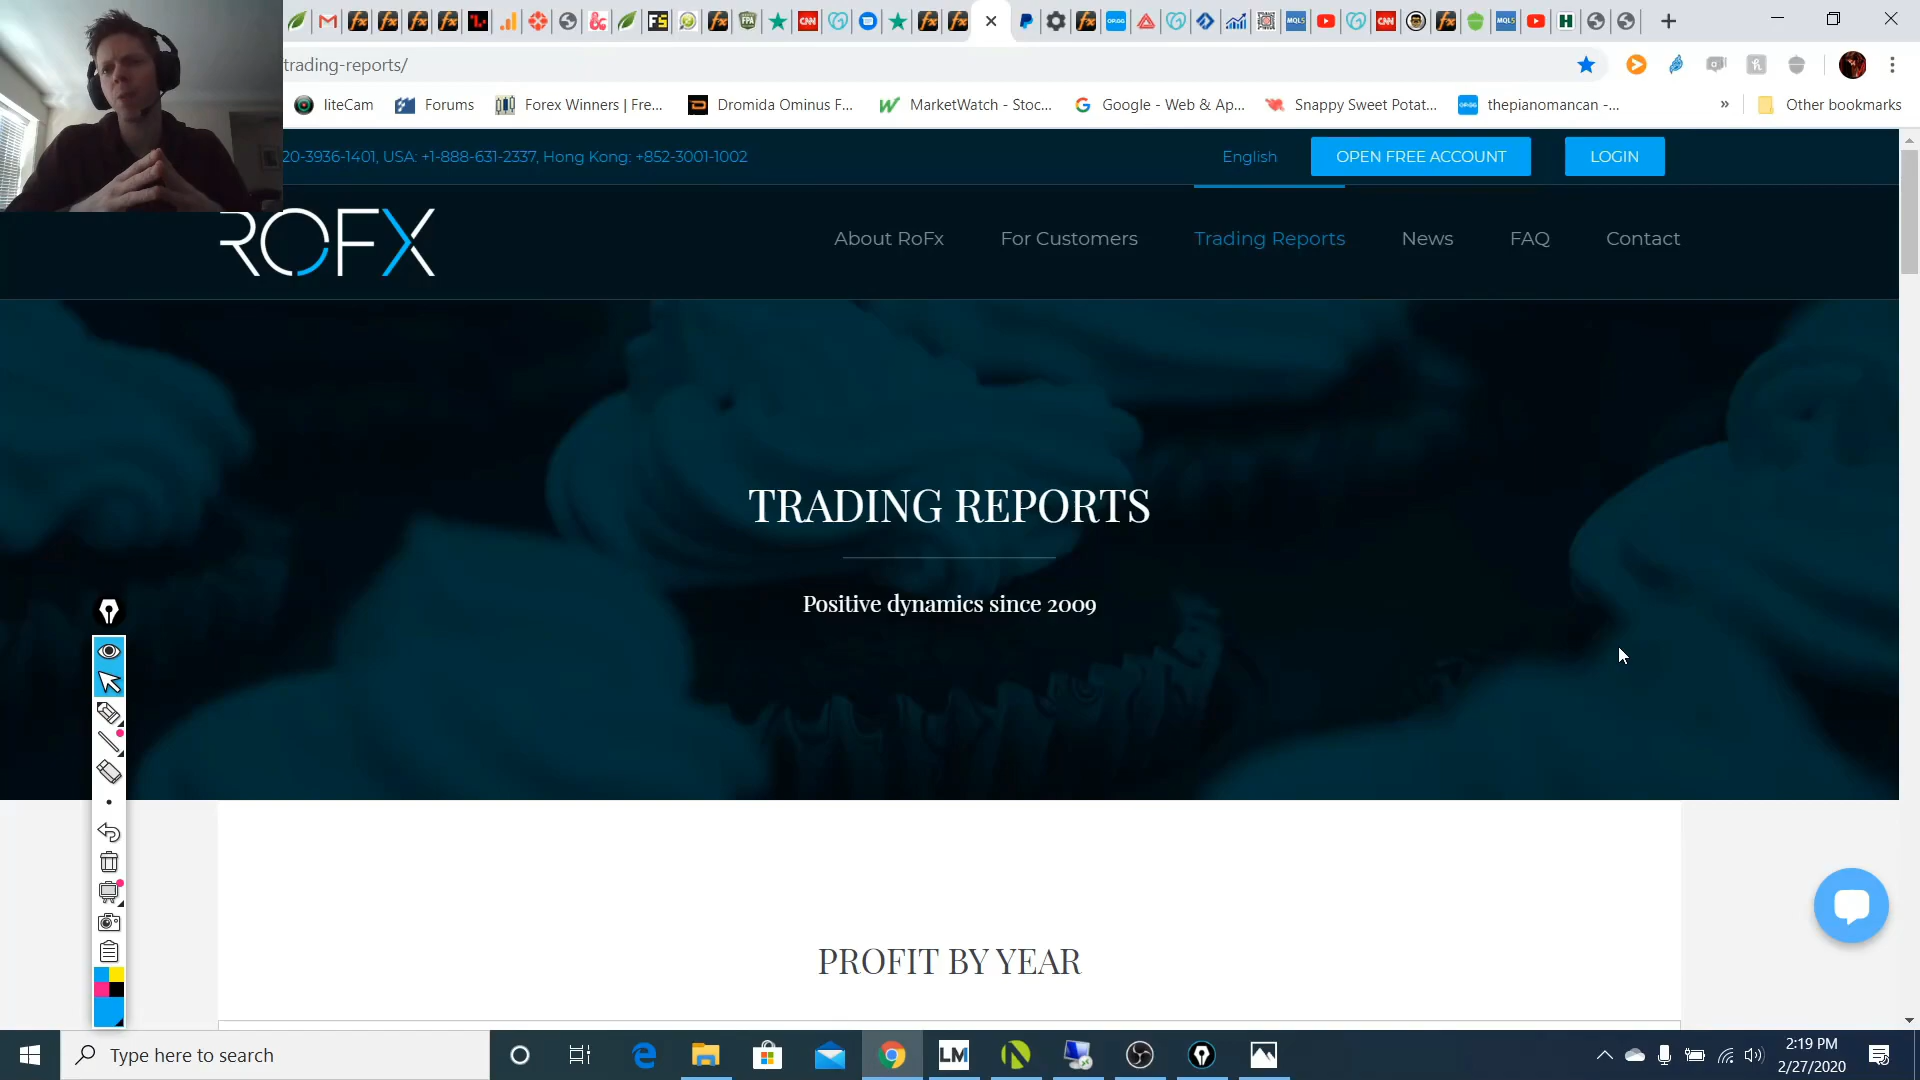 trading-reports/
liteCam
Forums
Forex Winners | Fre...
Dromida Ominus F...
MarketWatch - Stoc...
Google - Web & Ap...
Snappy Sweet Potat...
thepianomancan -...
»
Other bookmarks
20-3936-1401, USA: +1-888-631-2337, Hong Kong: +852-3001-1002
English
OPEN FREE ACCOUNT
LOGIN
ROFX
About RoFx
For Customers
Trading Reports
News
FAQ
Contact
TRADING REPORTS
Positive dynamics since 2009
PROFIT BY YEAR
Type here to search
LM
2:19 PM
2/27/2020